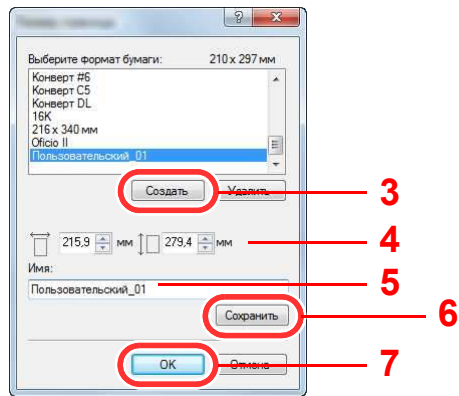 Выберите формат бумаги: 210 x 297 мм
Конверт #6
Конверт C5
Конверт DL
16K
216 x 340 мм
Oficio II
Пользовательский_01
Создать Удалить 3
215,9 мм 279,4 мм 4
Имя:
5
Пользовательский_01
Сохранить 6
OK Отмена 7